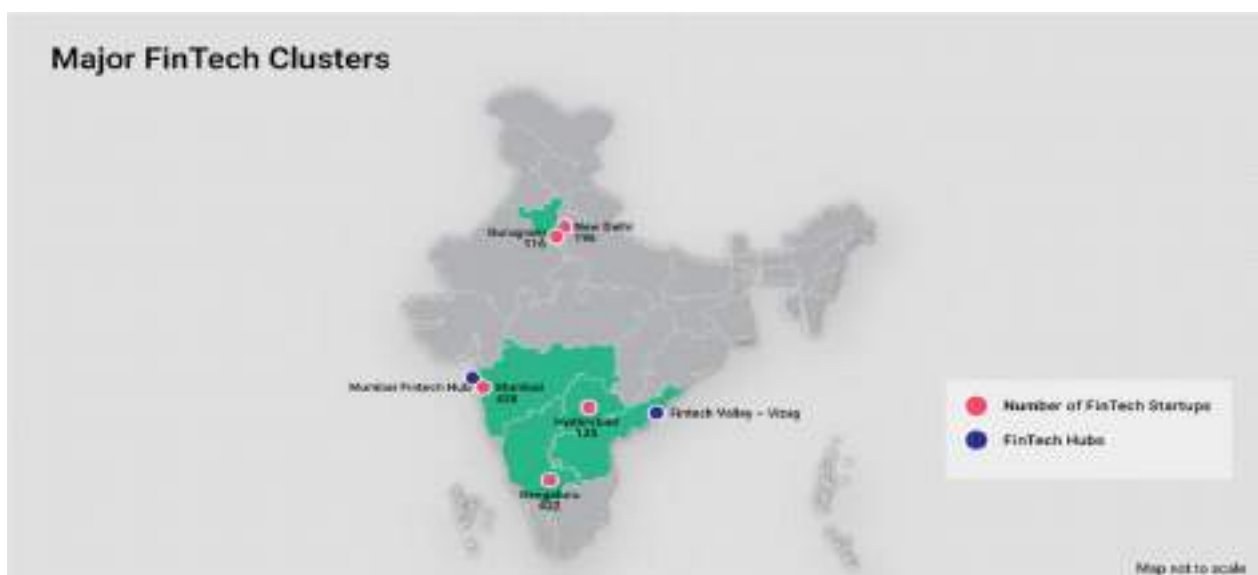 Major FinTech Clusters
Gurugram
New Delhi
Mumbai Fintech Hub
Mumbai
Hyderabad
Fintech Valley - Vizag
Bengaluru
Number of FinTech Startups
FinTech Hubs
Map not to scale